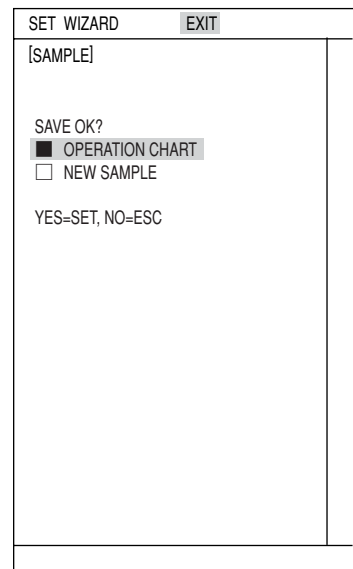 SET WIZARD EXIT
[SAMPLE]
SAVE OK?
■ OPERATION CHART
□ NEW SAMPLE
YES=SET, NO=ESC